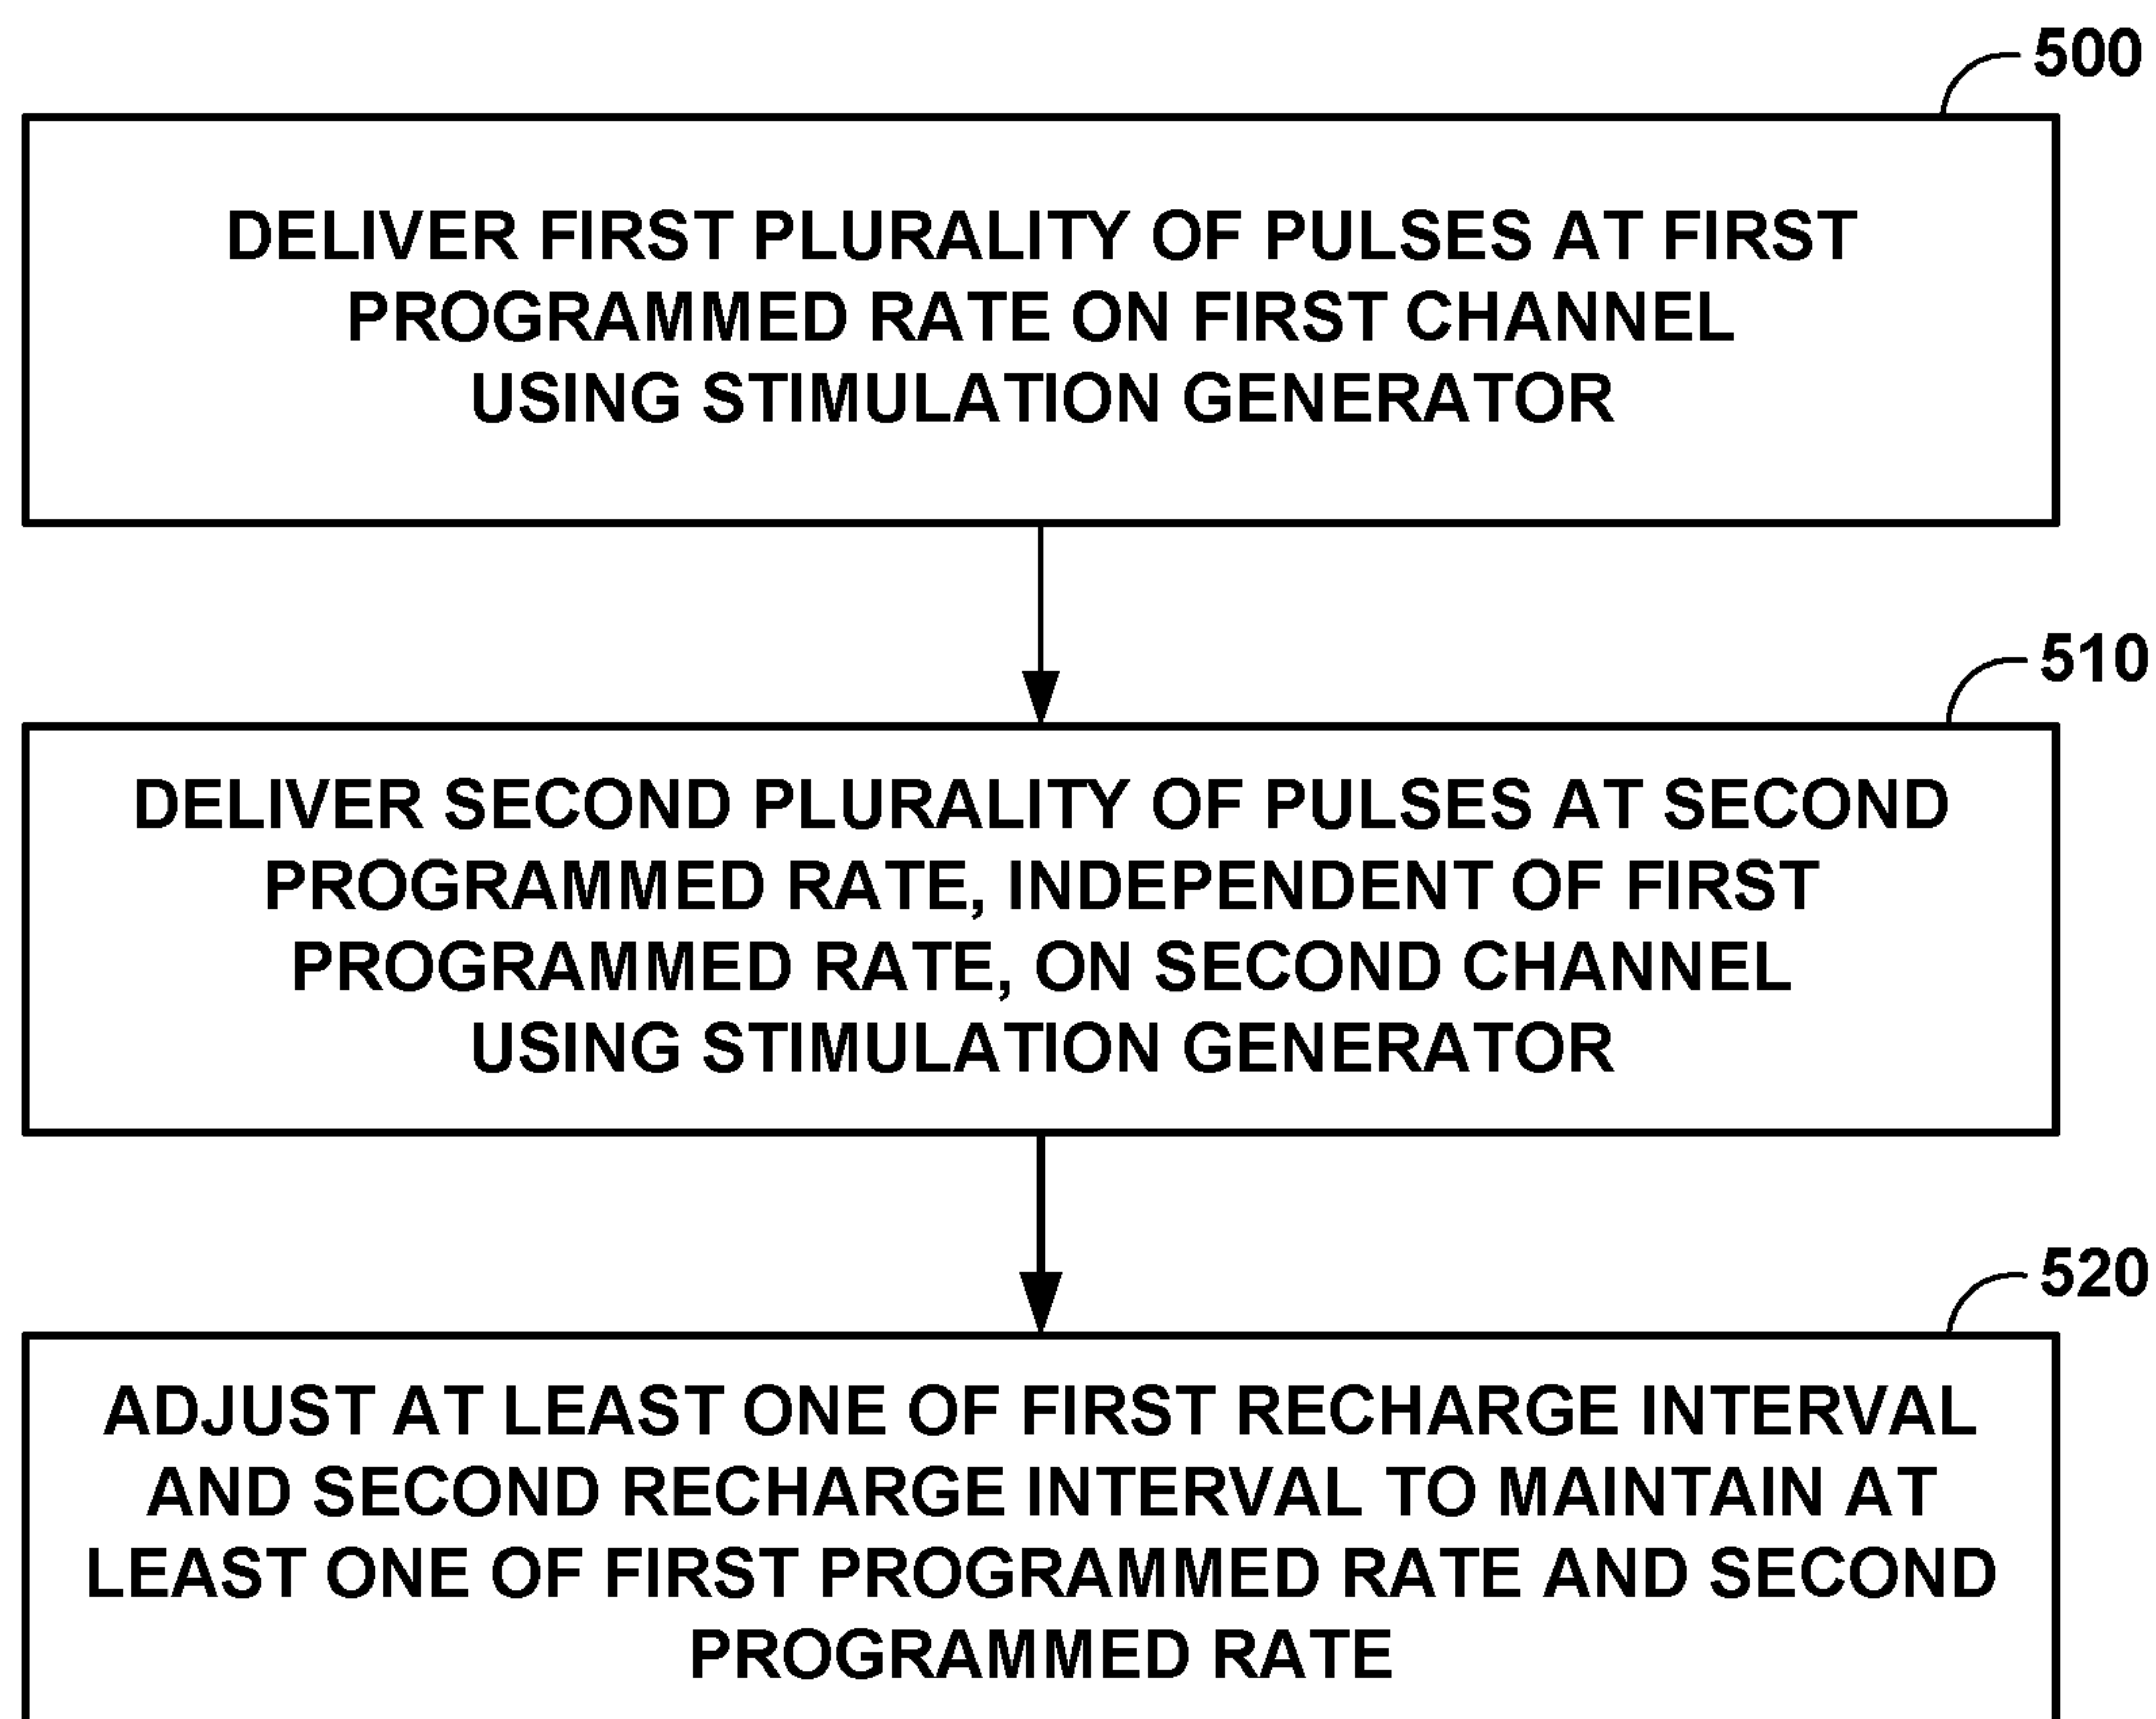 500
DELIVER FIRST PLURALITY OF PULSES AT FIRST
PROGRAMMED RATE ON FIRST CHANNEL
USING STIMULATION GENERATOR
510
DELIVER SECOND PLURALITY OF PULSES AT SECOND
PROGRAMMED RATE, INDEPENDENT OF FIRST
PROGRAMMED RATE, ON SECOND CHANNEL
USING STIMULATION GENERATOR
520
ADJUST AT LEAST ONE OF FIRST RECHARGE INTERVAL
AND SECOND RECHARGE INTERVAL TO MAINTAIN AT
LEAST ONE OF FIRST PROGRAMMED RATE AND SECOND
PROGRAMMED RATE